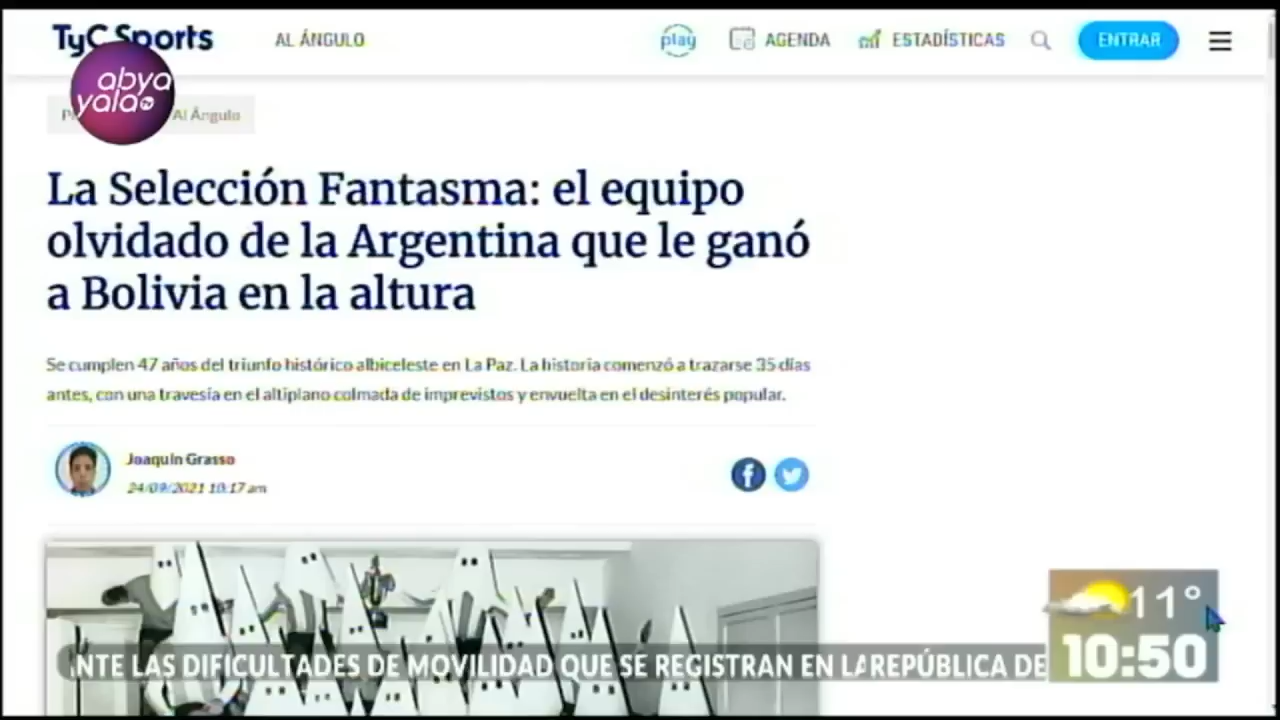 TyC Sports
AL ÁNGULO
play
AGENDA
ESTADÍSTICAS
ENTRAR
abya
yala tv
Al Ángulo
La Selección Fantasma: el equipo
olvidado de la Argentina que le ganó
a Bolivia en la altura
Se cumplen 47 años del triunfo histórico albiceleste en La Paz. La historia comenzó a trazarse 35 días
antes, con una travesía en el altiplano colmada de imprevistos y envuelta en el desinterés popular.
Joaquín Grasso
24/09/2021 10:17 am
11°
NTE LAS DIFICULTADES DE MOVILIDAD QUE SE REGISTRAN EN LA REPÚBLICA DE
10:50